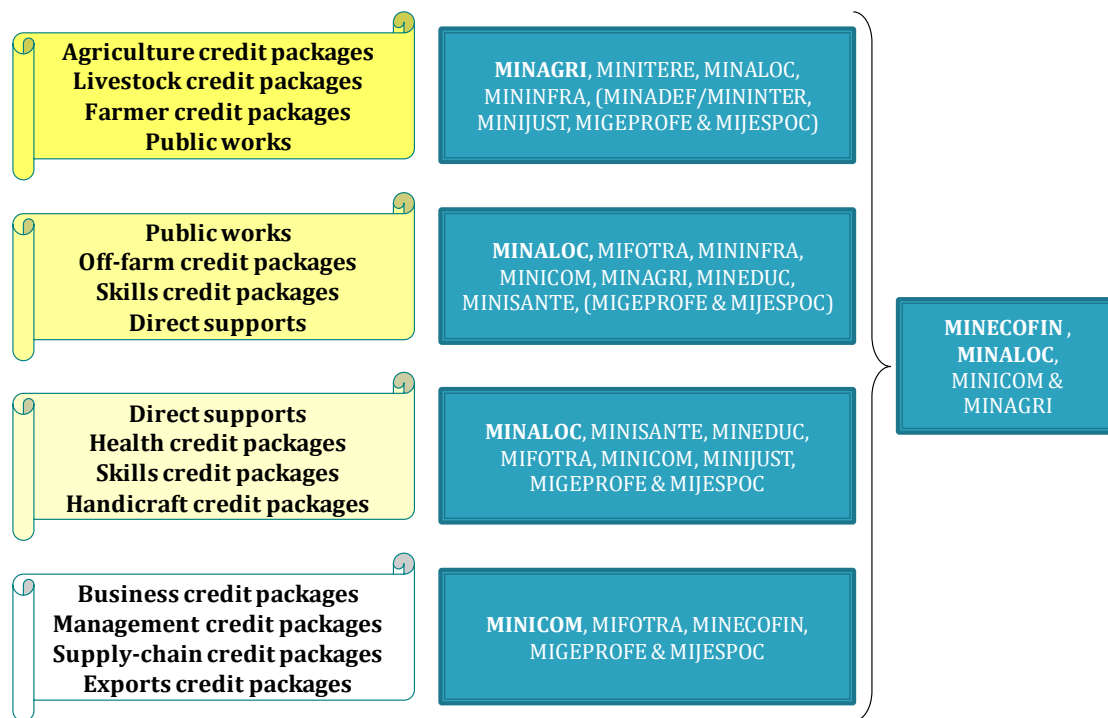 Agriculture credit packages
Livestock credit packages
Farmer credit packages
Public works
MINAGRI, MINITERE, MINALOC,
MININFRA, (MINADEF/MININTER,
MINIJUST, MIGEPROFE & MIJESPOC)
Public works
Off-farm credit packages
Skills credit packages
Direct supports
MINALOC, MIFOTRA, MININFRA,
MINICOM, MINAGRI, MINEDUC,
MINISANTE, (MIGEPROFE & MIJESPOC)
Direct supports
Health credit packages
Skills credit packages
Handicraft credit packages
MINALOC, MINISANTE, MINEDUC,
MIFOTRA, MINICOM, MINIJUST,
MIGEPROFE & MIJESPOC
Business credit packages
Management credit packages
Supply-chain credit packages
Exports credit packages
MINICOM, MIFOTRA, MINECOFIN,
MIGEPROFE & MIJESPOC
MINECOFIN ,
MINALOC,
MINICOM &
MINAGRI